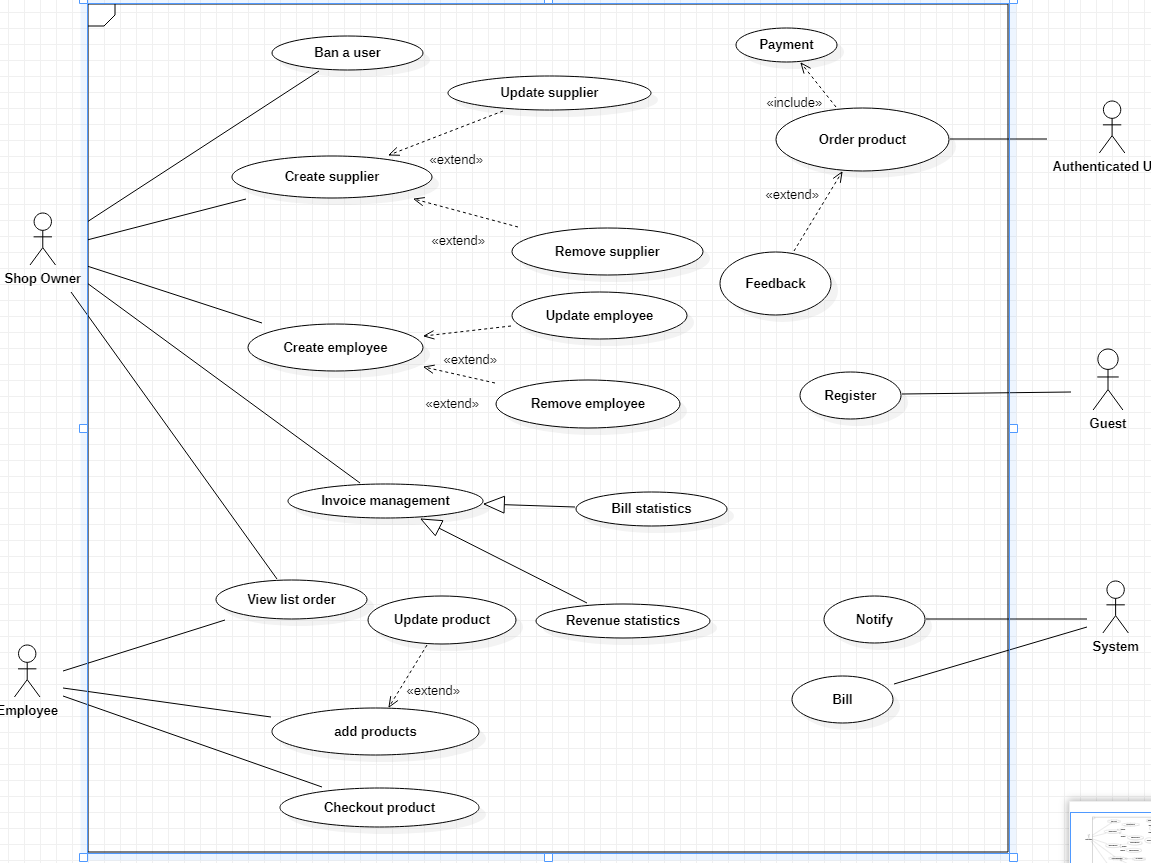 Ban a user
Payment
Update supplier
«include»
Order product
Authenticated U
«extend»
Create supplier
«extend»
Shop Owner
«extend»
Remove supplier
Feedback
Update employee
Create employee
«extend»
Remove employee
«extend»
Register
Guest
Invoice management
Bill statistics
View list order
Update product
Revenue statistics
Notify
System
«extend»
Bill
Employee
add products
Checkout product